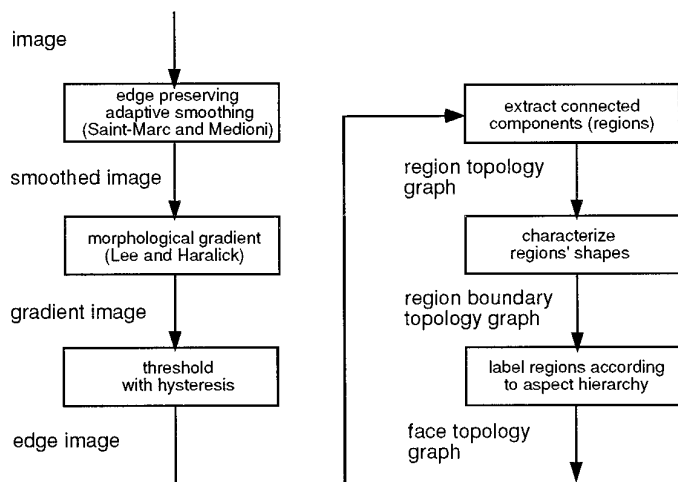 image
edge preserving
adaptive smoothing
(Saint-Marc and Medioni)
smoothed image
morphological gradient
(Lee and Haralick)
gradient image
threshold
with hysteresis
edge image
extract connected
components (regions)
region topology
graph
characterize
regions' shapes
region boundary
topology graph
label regions according
to aspect hierarchy
face topology
graph